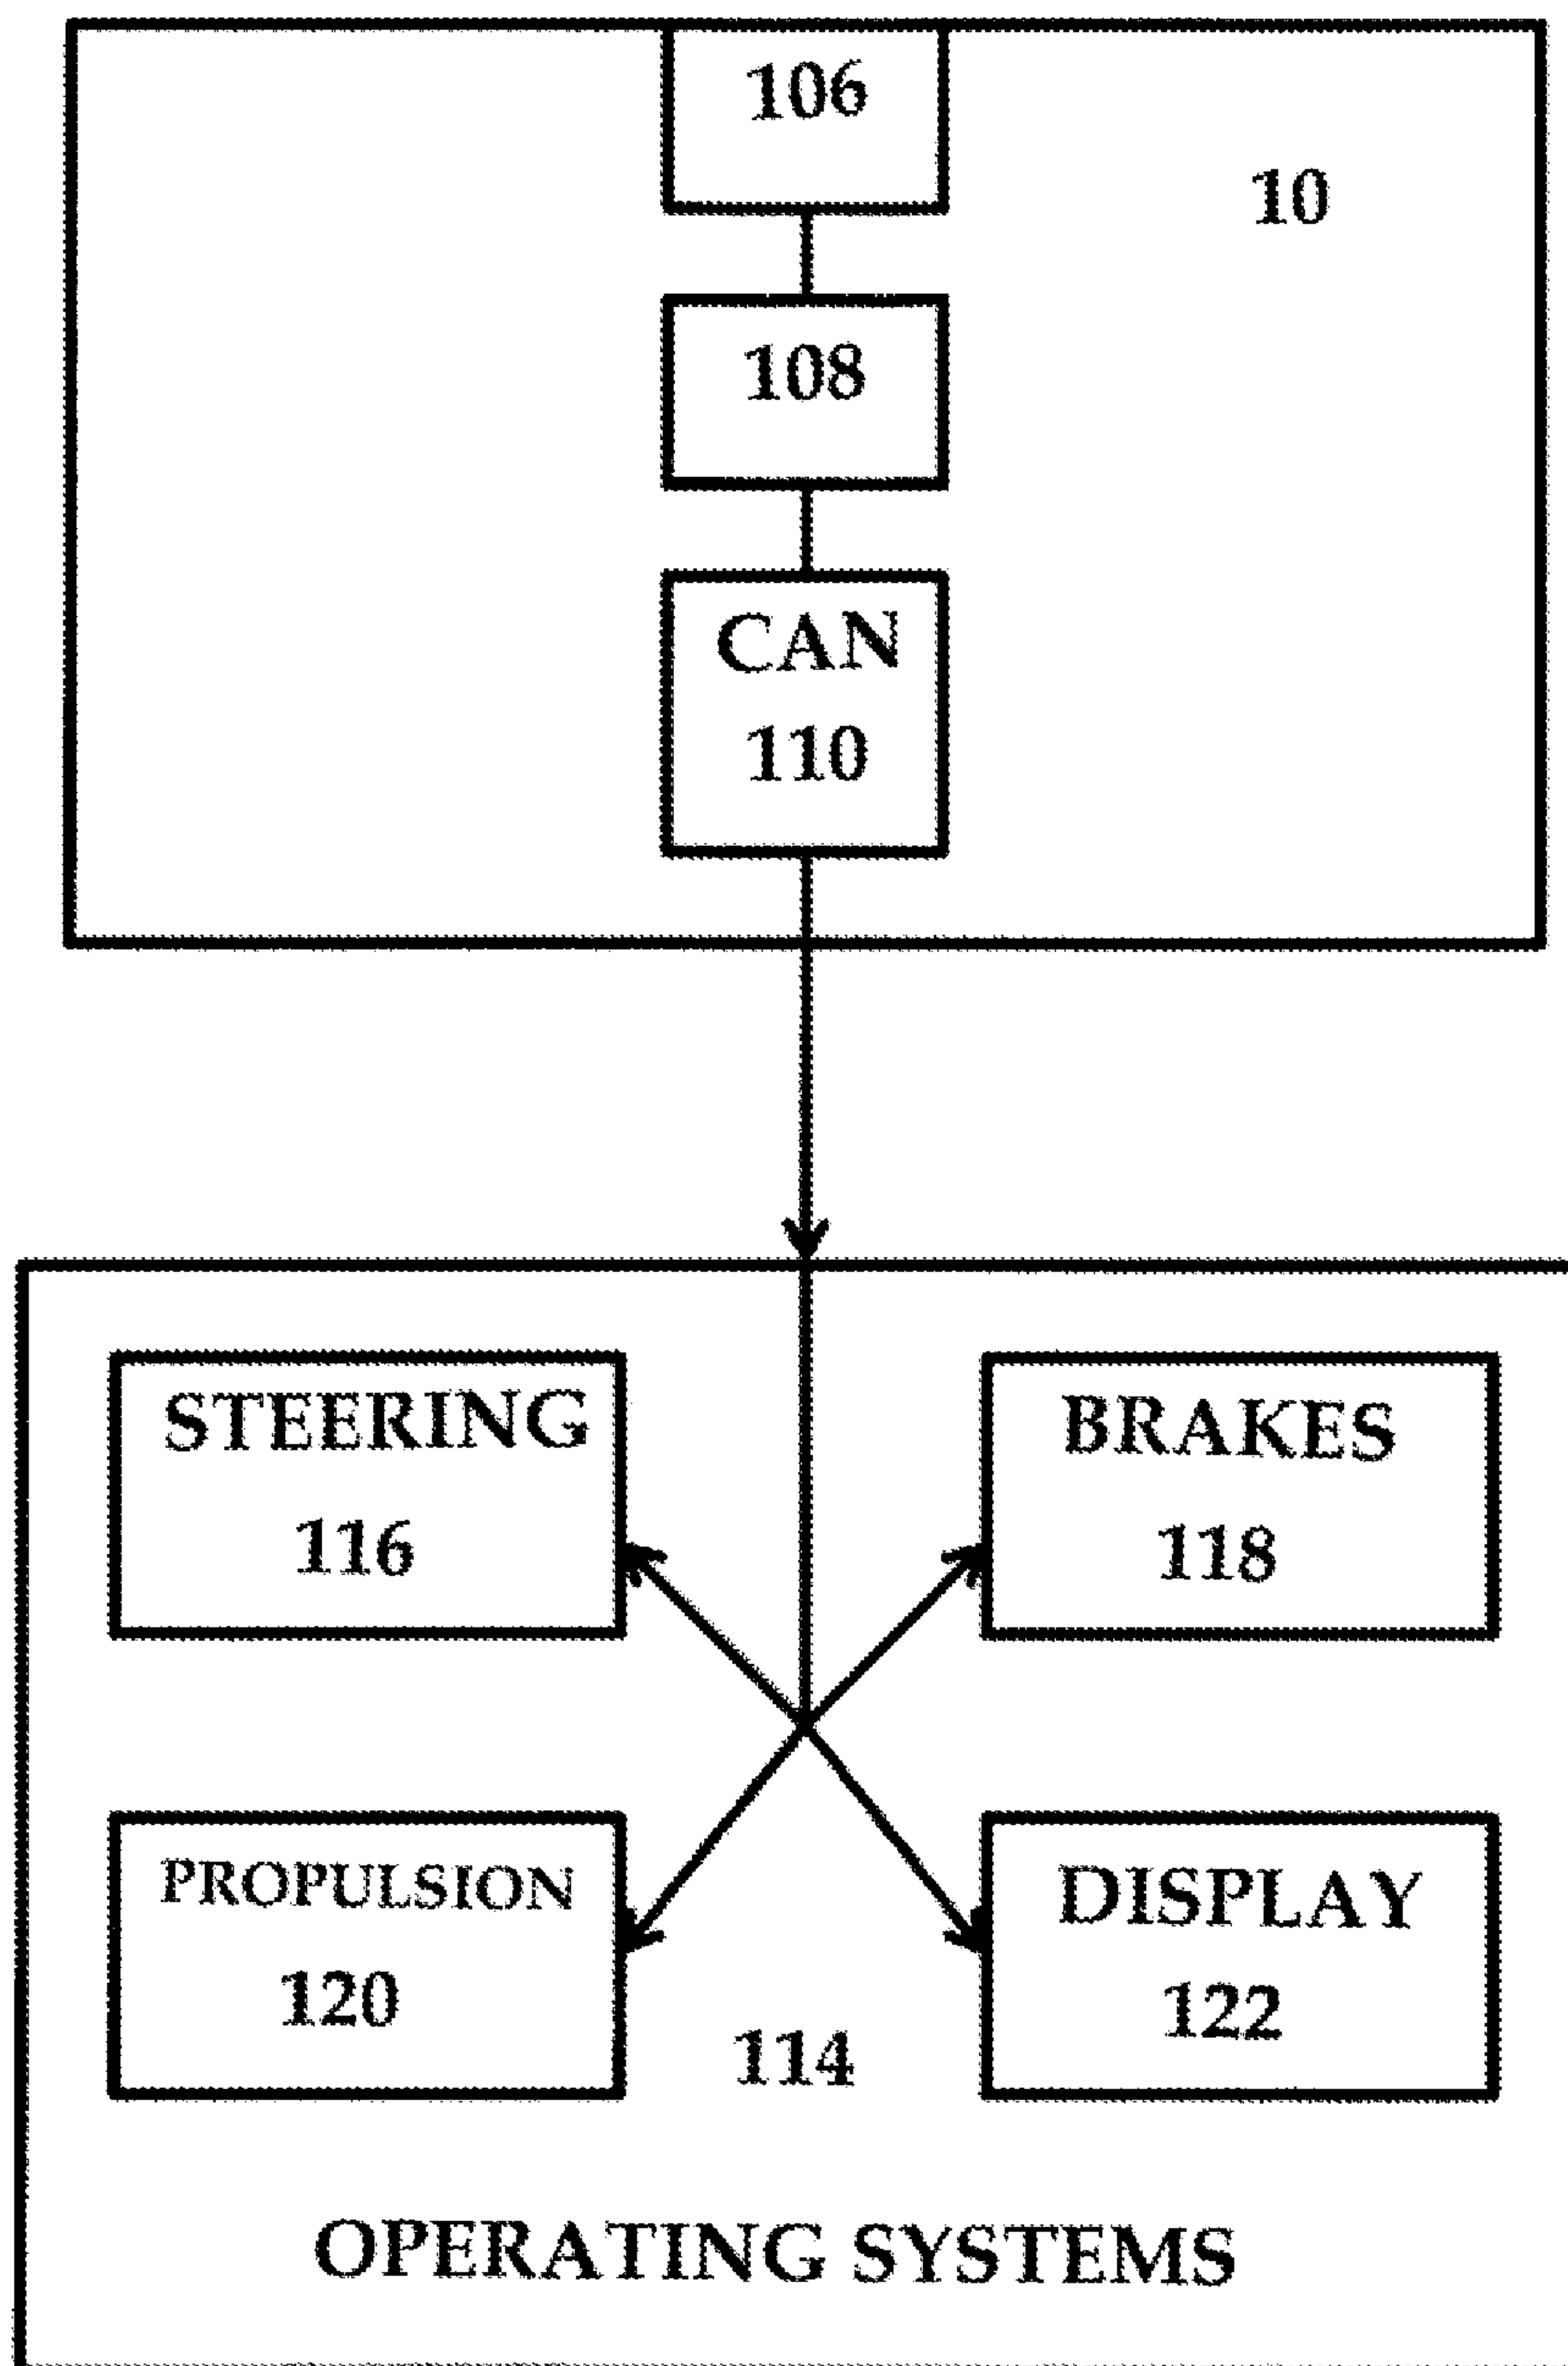 106
10
108
CAN
110
STEERING
116
BRAKES
118
PROPULSION
120
DISPLAY
122
114
OPERATING SYSTEMS